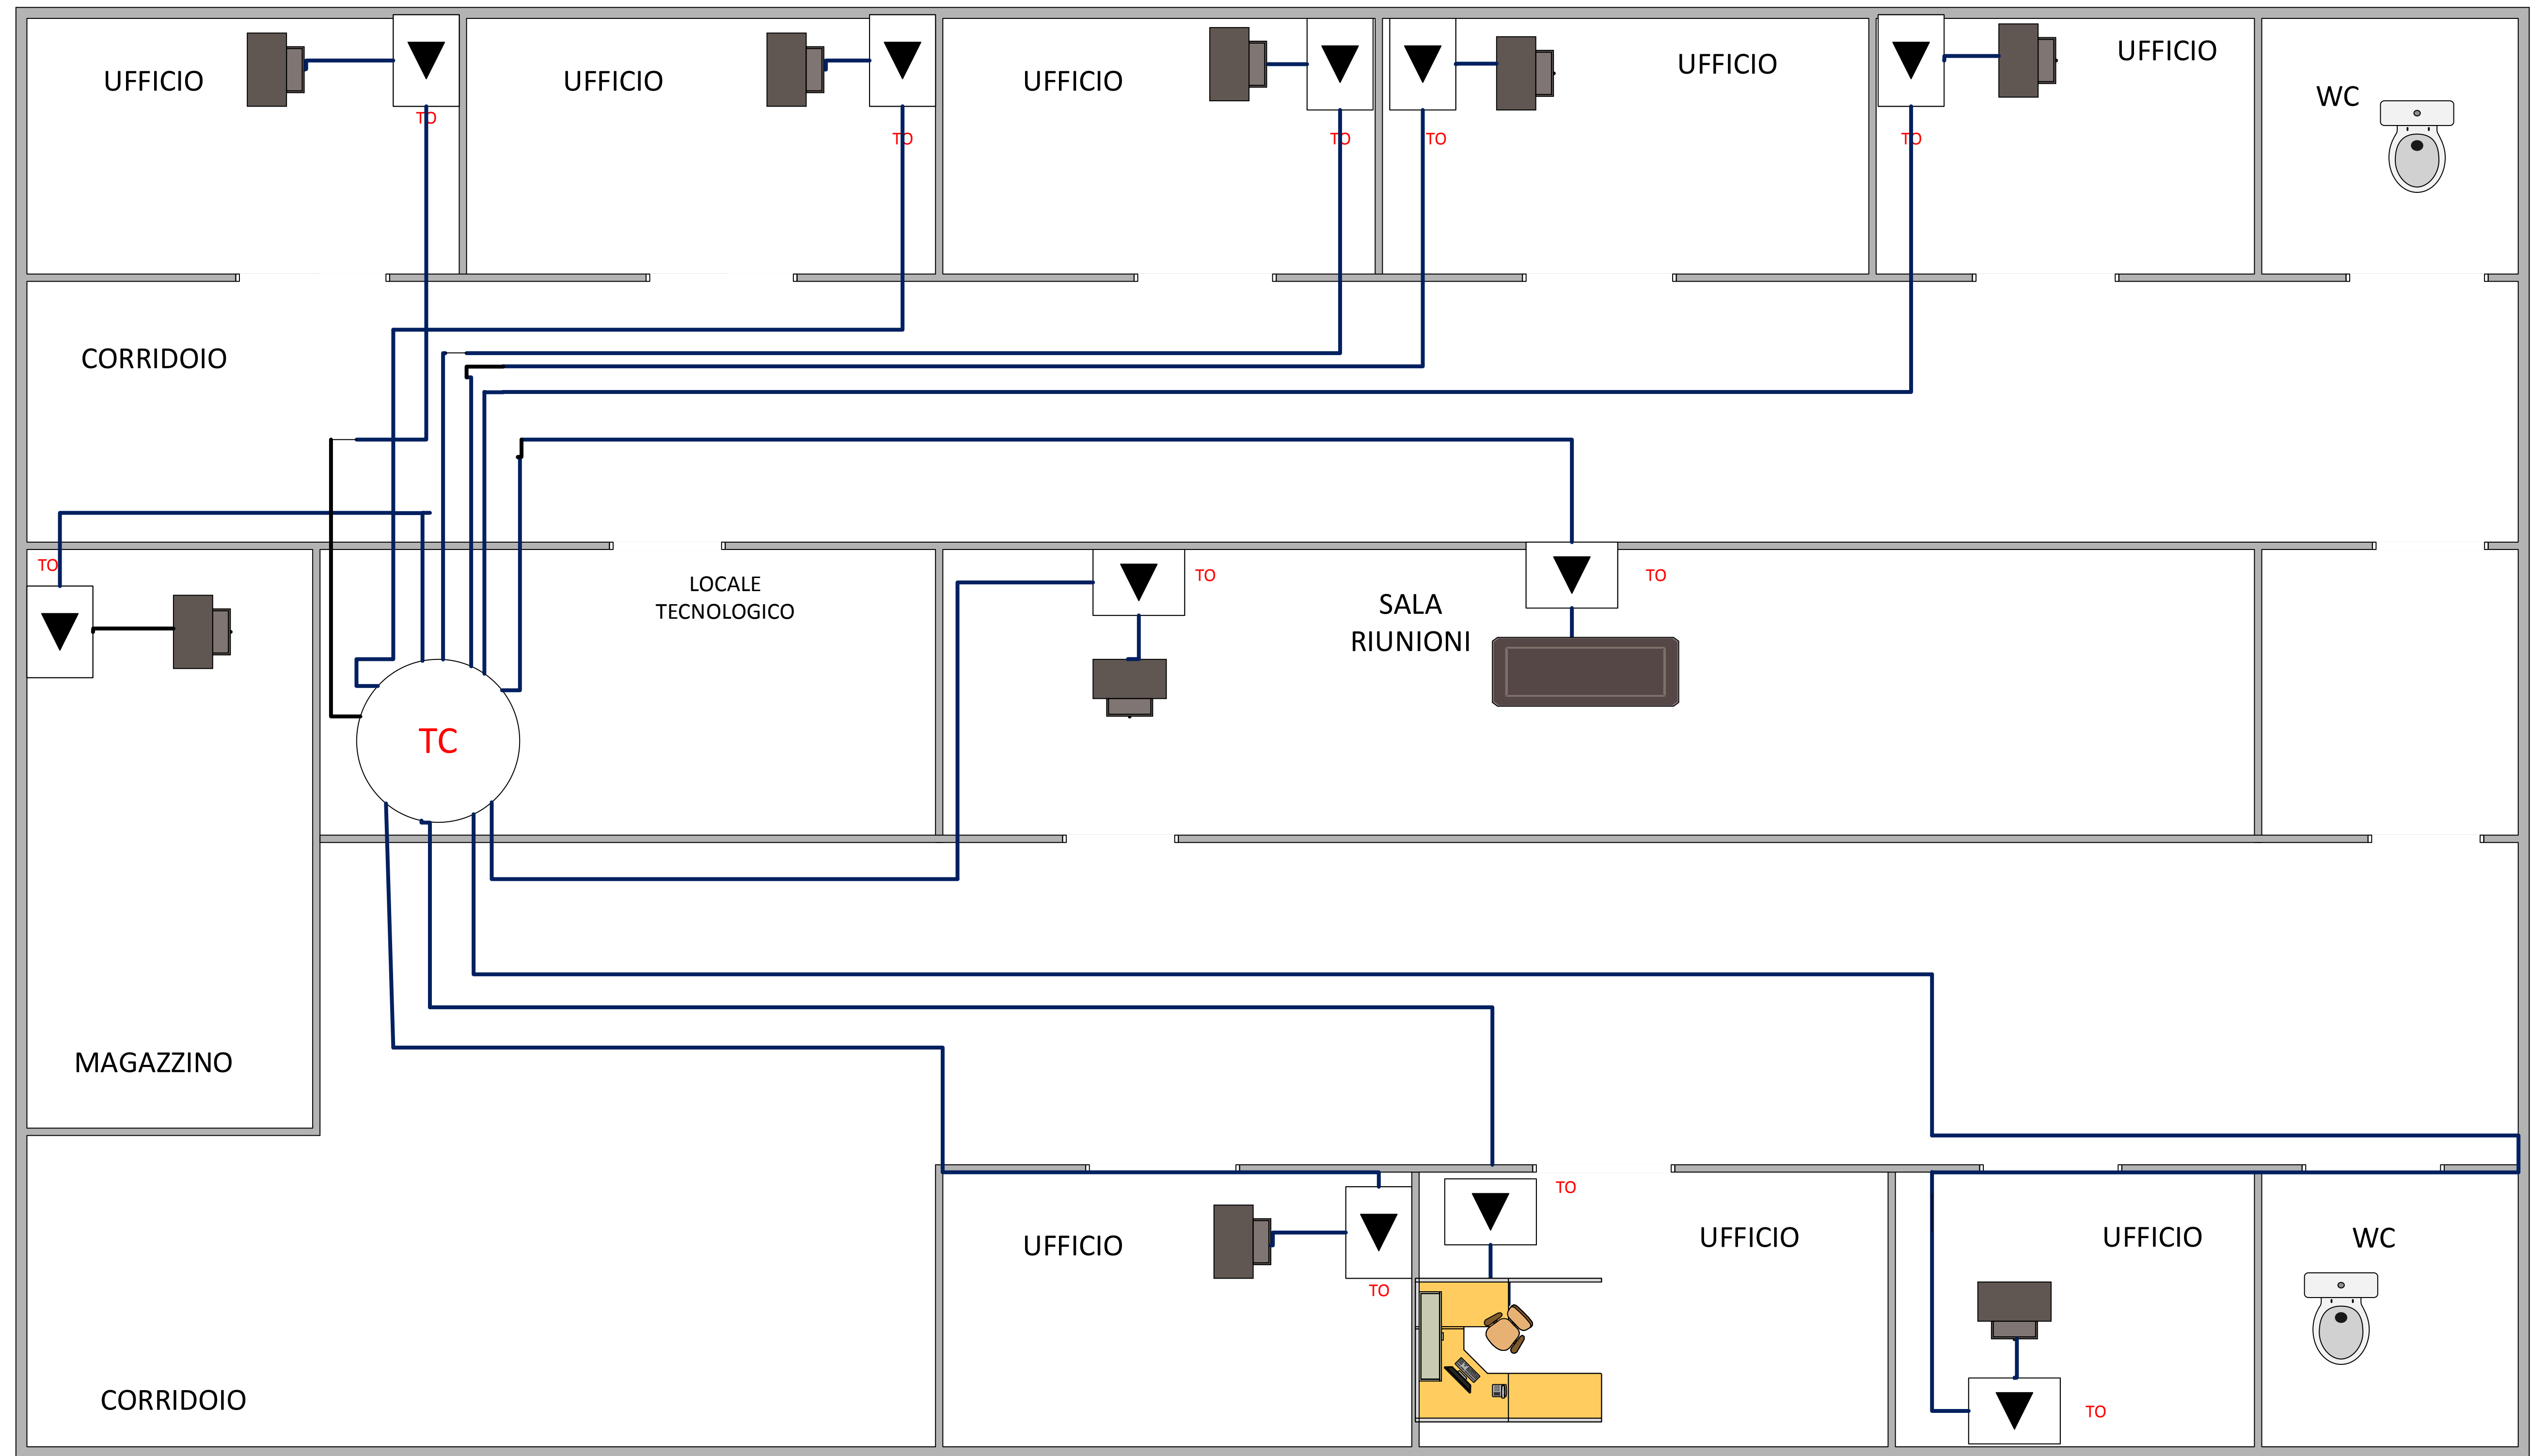 UFFICIO
UFFICIO
UFFICIO
UFFICIO
UFFICIO
WC
TO
TO
TO
TO
TO
CORRIDOIO
TO
LOCALE
TECNOLOGICO
TO
SALA
RIUNIONI
TO
TC
MAGAZZINO
CORRIDOIO
UFFICIO
TO
TO
UFFICIO
UFFICIO
TO
WC